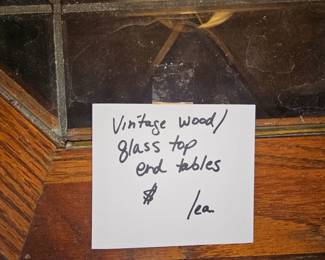 Vintage wood/
glass top
end tables
$ /ea.